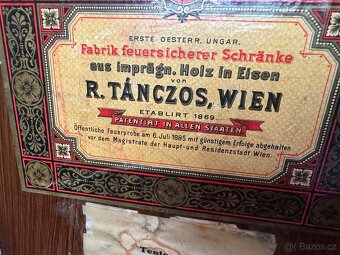 ERSTE OESTERR. UNGAR.
Fabrik feuersicherer Schränke
aus imprägn. Holz in Eisen
von
R. TÁNCZOS, WIEN
ETABLIRT 1869.
PATENTIRT IN ALLEN STAATEN
Öffentliche Feuerprobe am 6. Juli 1885 mit günstigem Erfolge abgehalten
vor dem Magistrate der Haupt- und Residenzstadt Wien.
Bazos.cz